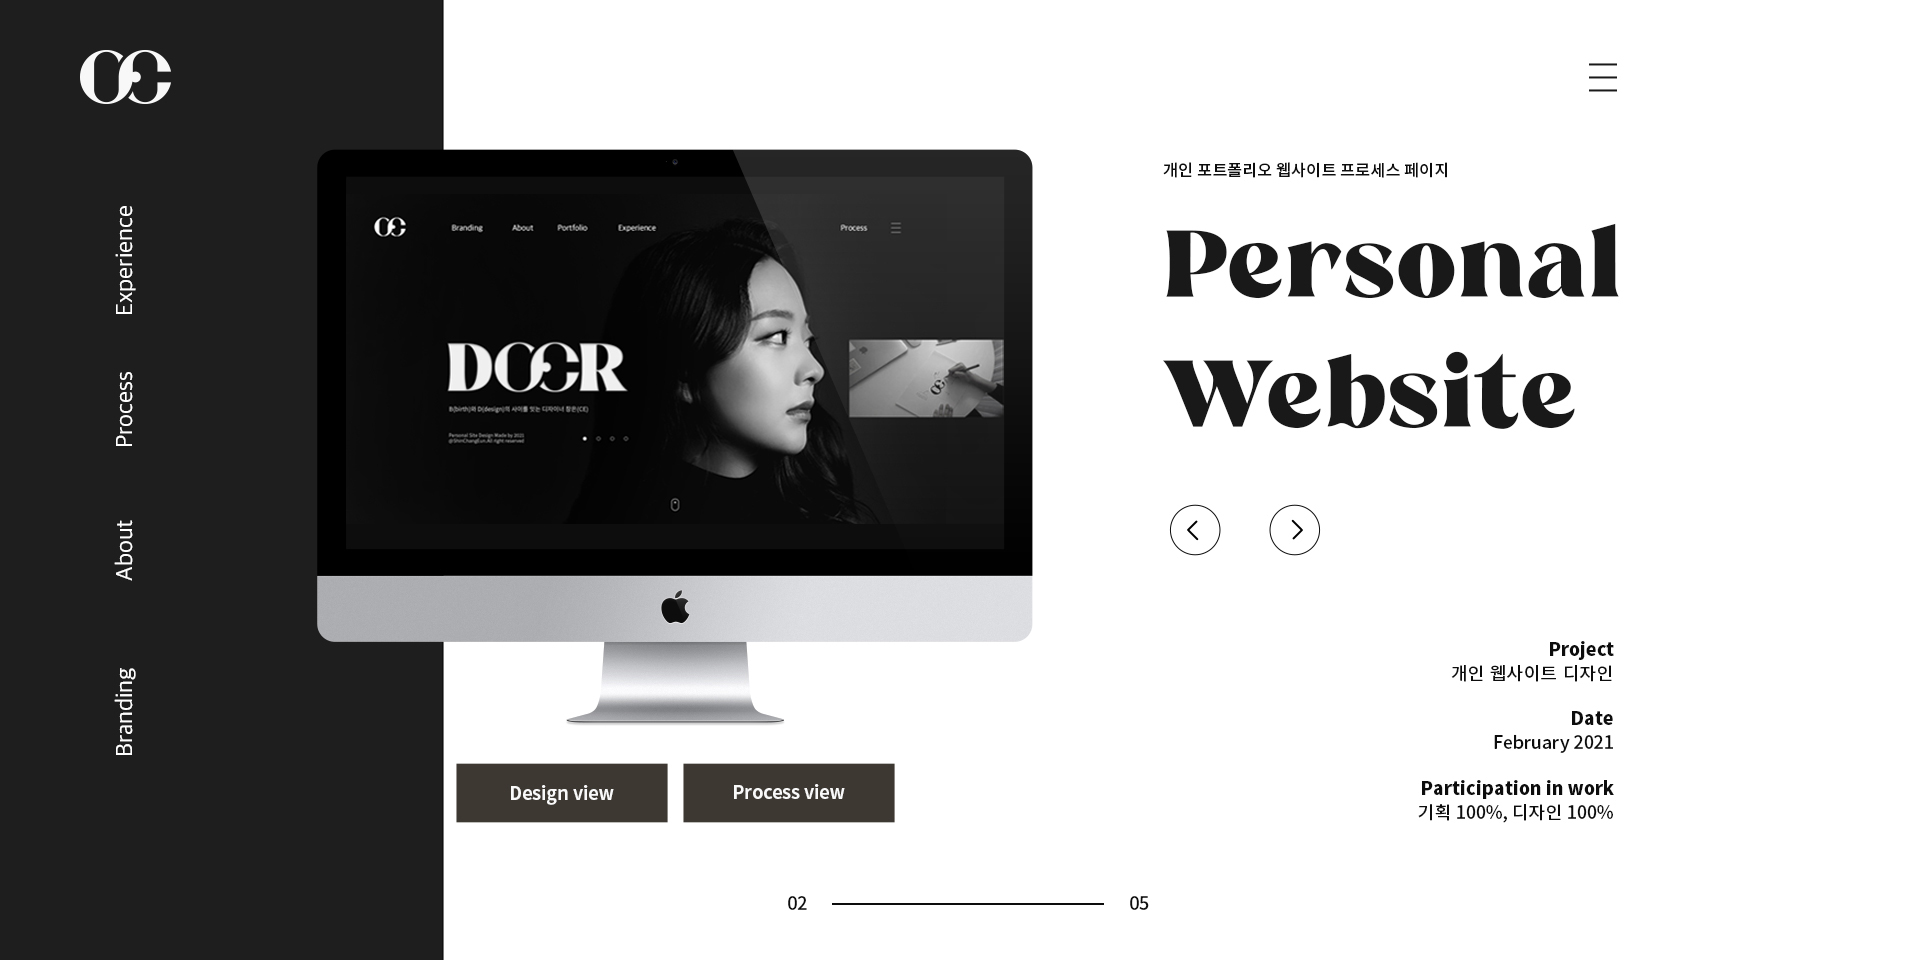 Experience
Process
About
Branding
Branding About Portfolio Experience Process
DOOR
B(birth)와 D(design)의 사이를 잇는 디자이너 창은(CE)
Personal Site Design Made by 2021
@ShinChangEun.All right reserved
Design view
Process view
개인 포트폴리오 웹사이트 프로세스 페이지
Personal
Website
Project
개인 웹사이트 디자인
Date
February 2021
Participation in work
기획 100%, 디자인 100%
02 05